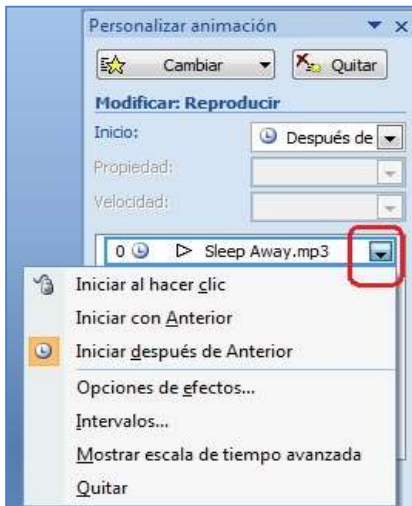 Personalizar animación
Cambiar Quitar
Modificar: Reproducir
Inicio: Después de
Propiedad:
Velocidad:
0 Sleep Away.mp3
Iniciar al hacer clic
Iniciar con Anterior
Iniciar después de Anterior
Opciones de efectos...
Intervalos...
Mostrar escala de tiempo avanzada
Quitar